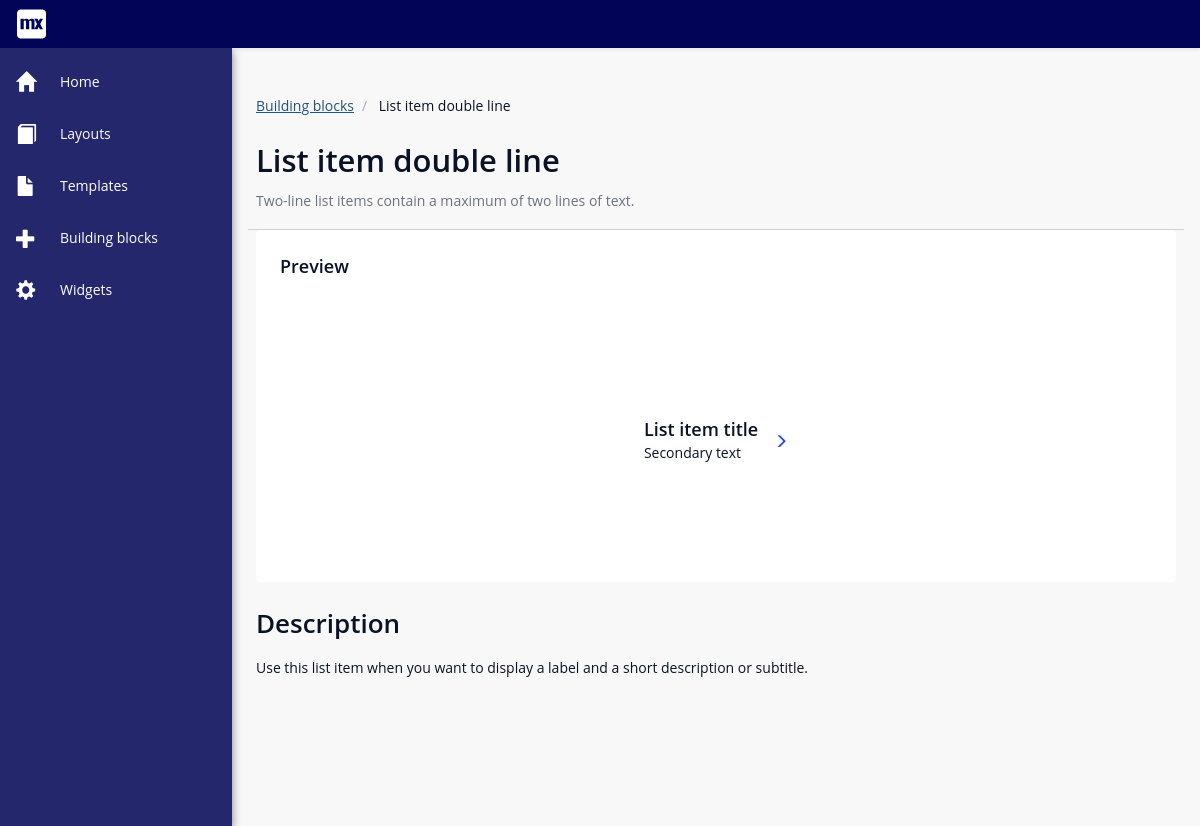 mx
Home
Layouts
Templates
Building blocks
Widgets
Building blocks / List item double line
List item double line
Two-line list items contain a maximum of two lines of text.
Preview
List item title
Secondary text
Description
Use this list item when you want to display a label and a short description or subtitle.